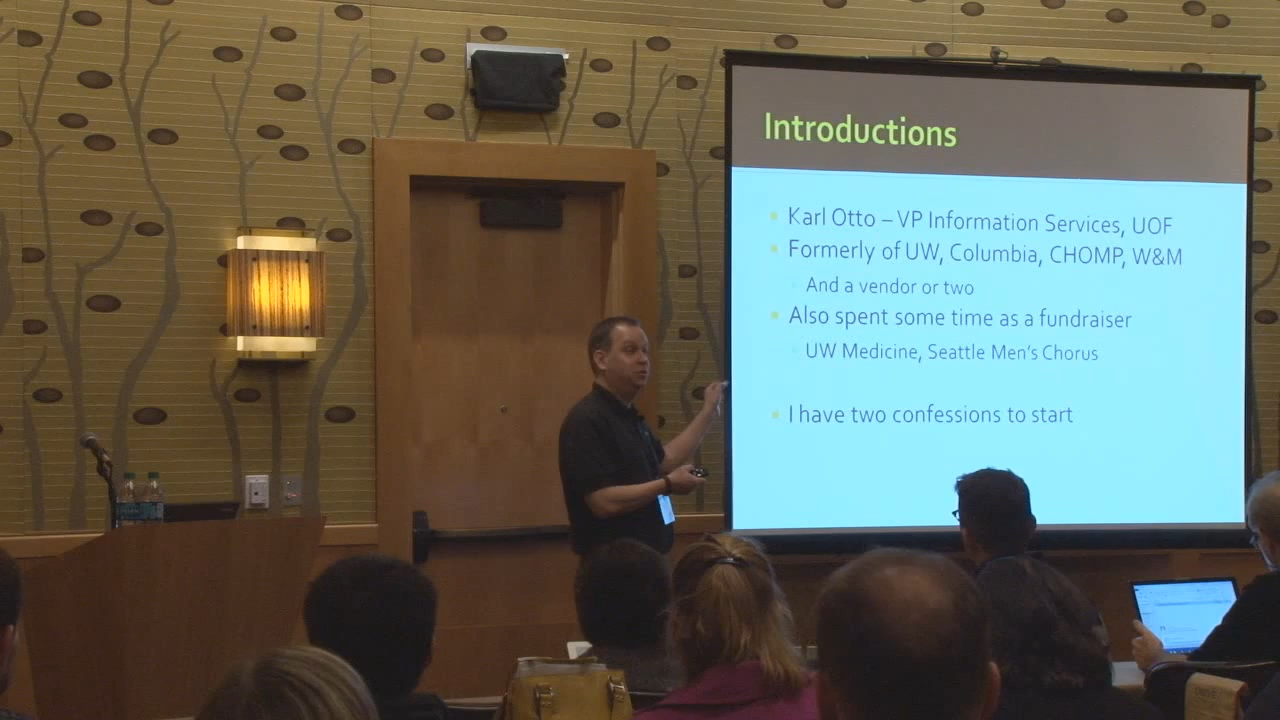 Introductions
Karl Otto – VP Information Services, UOF
Formerly of UW, Columbia, CHOMP, W&M
And a vendor or two
Also spent some time as a fundraiser
UW Medicine, Seattle Men's Chorus
I have two confessions to start